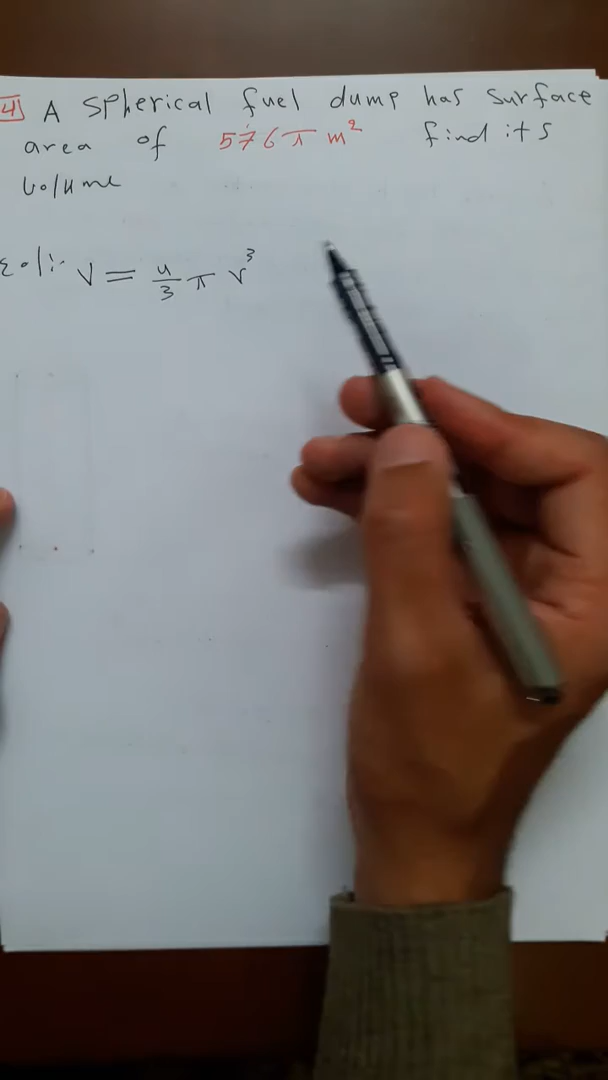 4 A spherical fuel dump has surface
area of 576π m² find its
volume
sol:- V = 4/3 π r³